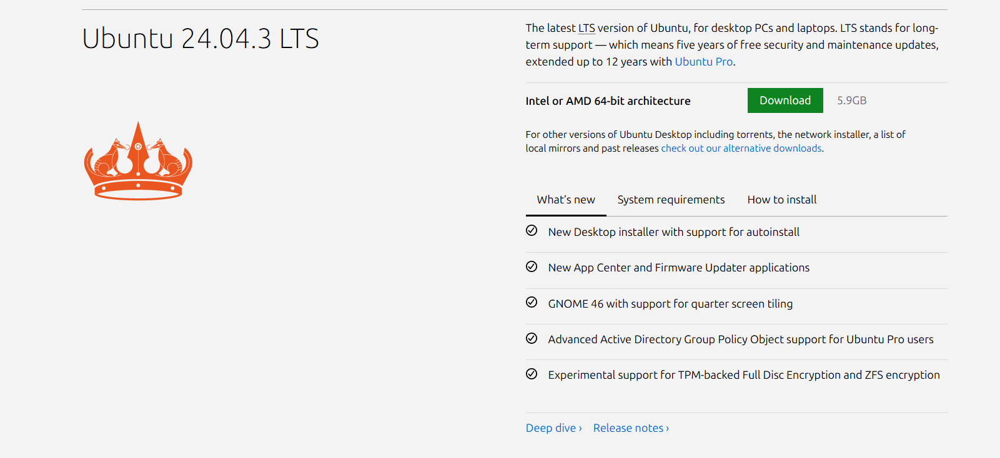 Ubuntu 24.04.3 LTS
The latest LTS version of Ubuntu, for desktop PCs and laptops. LTS stands for long-
term support — which means five years of free security and maintenance updates,
extended up to 12 years with Ubuntu Pro.
Intel or AMD 64-bit architecture Download 5.9GB
For other versions of Ubuntu Desktop including torrents, the network installer, a list of
local mirrors and past releases check out our alternative downloads.
What's new System requirements How to install
New Desktop installer with support for autoinstall
New App Center and Firmware Updater applications
GNOME 46 with support for quarter screen tiling
Advanced Active Directory Group Policy Object support for Ubuntu Pro users
Experimental support for TPM-backed Full Disc Encryption and ZFS encryption
Deep dive › Release notes ›